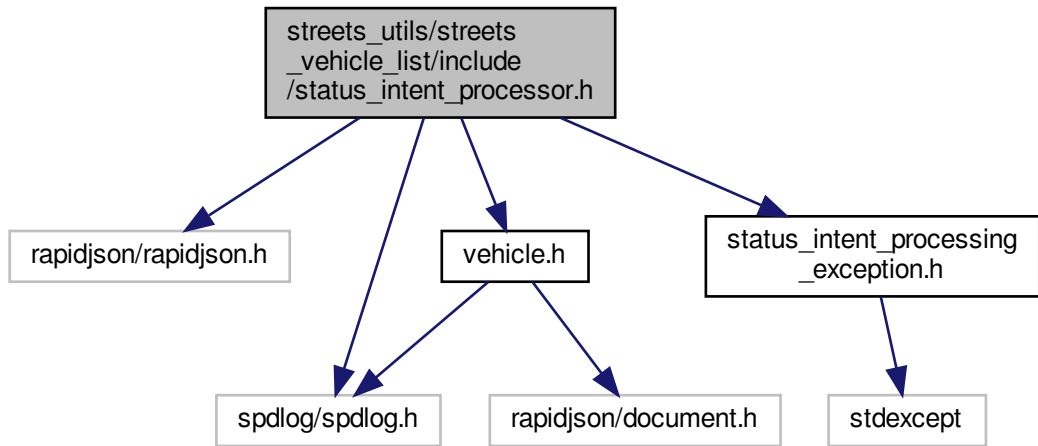 streets_utils/streets
_vehicle_list/include
/status_intent_processor.h
rapidjson/rapidjson.h
vehicle.h
status_intent_processing
_exception.h
spdlog/spdlog.h
rapidjson/document.h
stdexcept